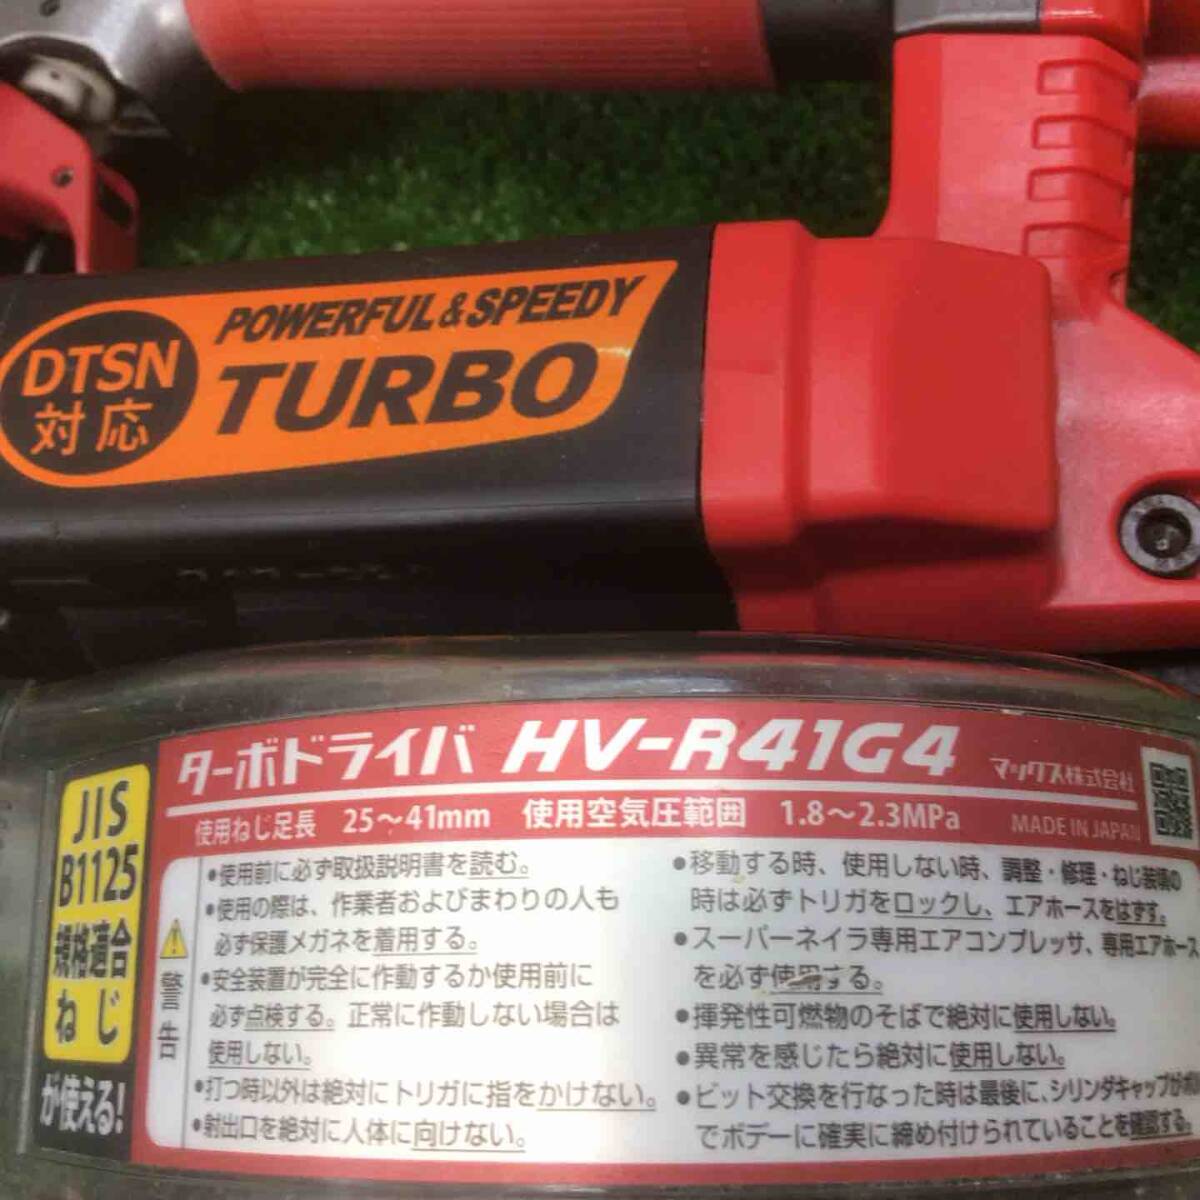 POWERFUL&SPEEDY
DTSN
対応
TURBO
ターボドライバ HV-R41G4 マックス株式会社
使用ねじ足長 25〜41mm 使用空気圧範囲 1.8〜2.3MPa MADE IN JAPAN
JIS
B1125
規格適合
ねじ
が使える!
警告
•使用前に必ず取扱説明書を読む。
•使用の際は、作業者およびまわりの人も
必ず保護メガネを着用する。
•安全装置が完全に作動するか使用前に
必ず点検する。正常に作動しない場合は
使用しない。
•打つ時以外は絶対にトリガに指をかけない。
•射出口を絶対に人体に向けない。
•移動する時、使用しない時、調整・修理・ねじ装填の
時は必ずトリガをロックし、エアホースをはずす。
•スーパーネイラ専用エアコンプレッサ、専用エアホース
を必ず使用する。
•揮発性可燃物のそばで絶対に使用しない。
•異常を感じたら絶対に使用しない。
•ビット交換を行なった時は最後に、シリンダキャップが
でボデーに確実に締め付けられていることを確認する。